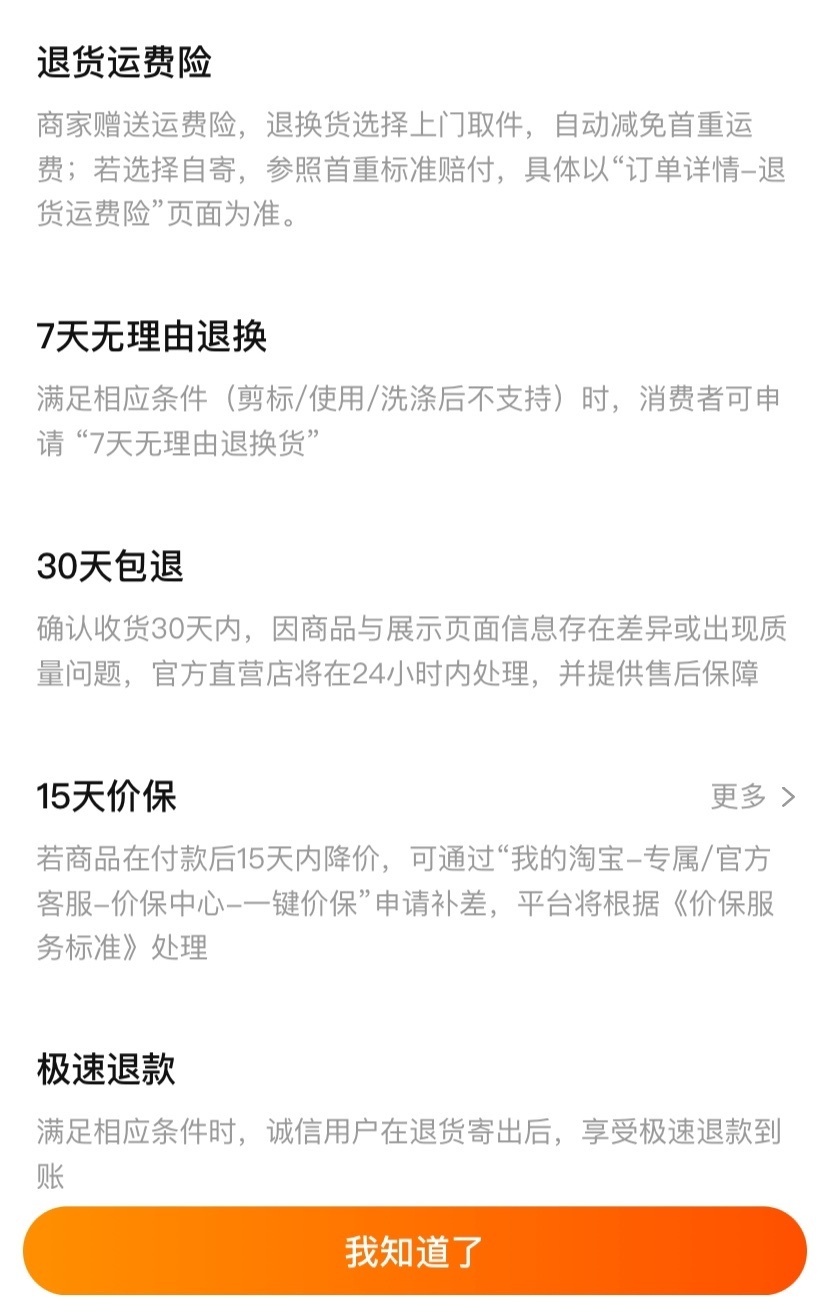 退货运费险
商家赠送运费险，退换货选择上门取件，自动减免首重运
费；若选择自寄，参照首重标准赔付，具体以“订单详情–退
货运费险”页面为准。
7天无理由退换
满足相应条件（剪标/使用/洗涤后不支持）时，消费者可申
请 “7天无理由退换货”
30天包退
确认收货30天内，因商品与展示页面信息存在差异或出现质
量问题，官方直营店将在24小时内处理，并提供售后保障
15天价保
更多 >
若商品在付款后15天内降价，可通过“我的淘宝–专属/官方
客服–价保中心–一键价保”申请补差，平台将根据《价保服
务标准》处理
极速退款
满足相应条件时，诚信用户在退货寄出后，享受极速退款到
账
我知道了